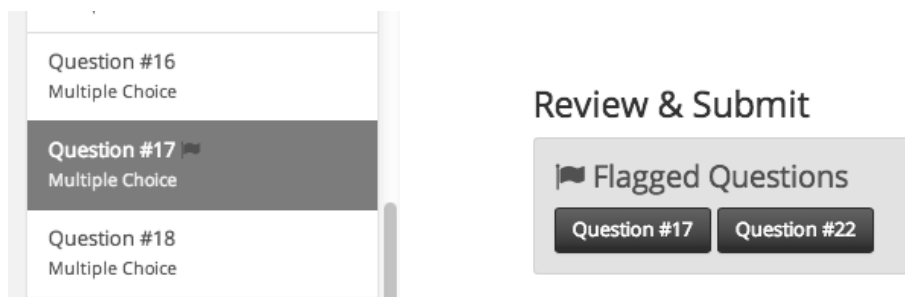 Question #16
Multiple Choice
Question #17
Multiple Choice
Question #18
Multiple Choice
Review & Submit
Flagged Questions
Question #17 Question #22